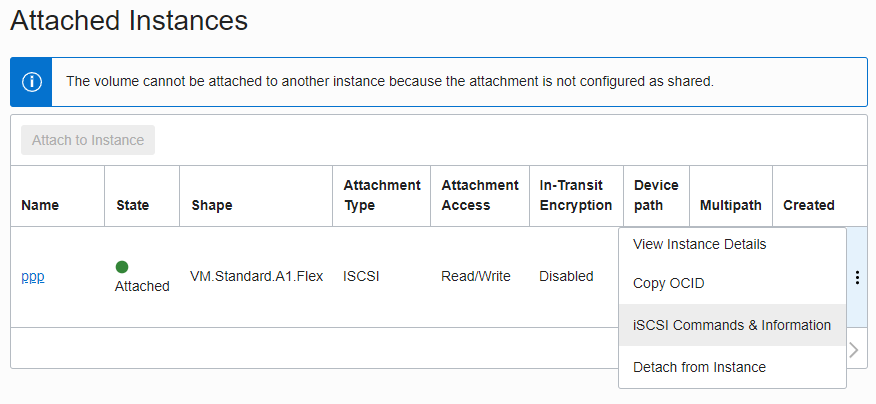 Attached Instances
The volume cannot be attached to another instance because the attachment is not configured as shared.
Attach to Instance
Name
State
Shape
Attachment
Type
Attachment
Access
In-Transit
Encryption
Device
path
Multipath
Created
ppp
Attached
VM.Standard.A1.Flex
ISCSI
Read/Write
Disabled
View Instance Details
Copy OCID
iSCSI Commands & Information
Detach from Instance